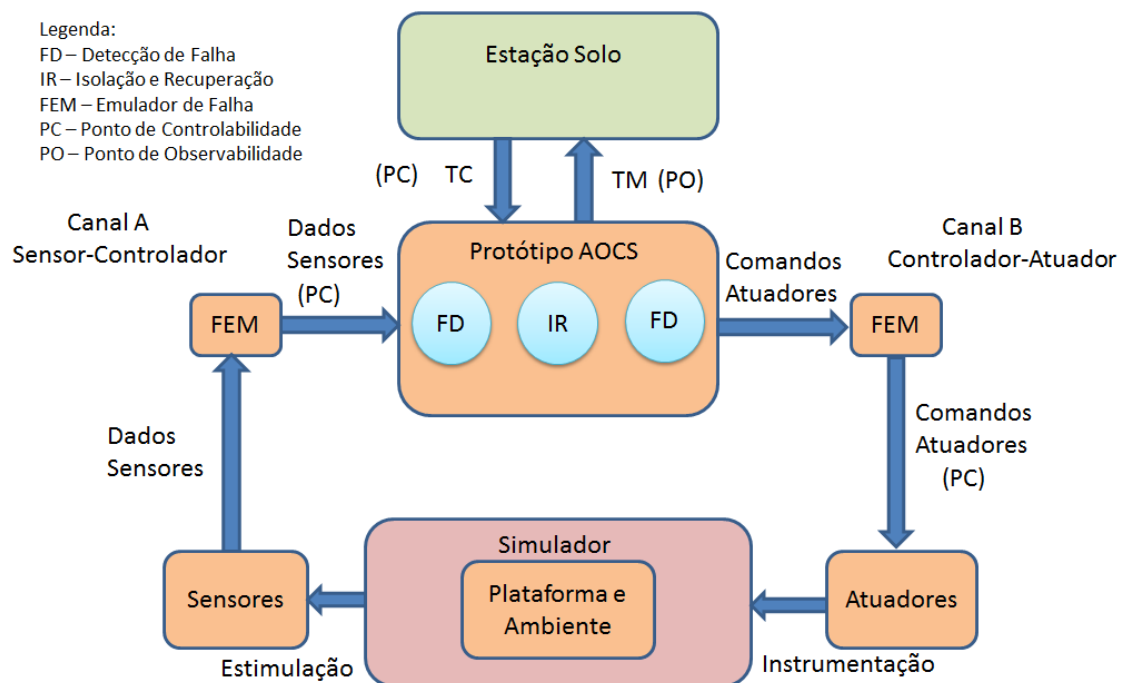 Legenda:
FD – Detecção de Falha
IR – Isolação e Recuperação
FEM – Emulador de Falha
PC – Ponto de Controlabilidade
PO – Ponto de Observabilidade
Estação Solo
(PC) TC
TM (PO)
Canal A
Sensor-Controlador
Dados
Sensores
(PC)
Protótipo AOCS
Comandos
Atuadores
Canal B
Controlador-Atuador
FEM
FD
IR
FD
FEM
Dados
Sensores
Comandos
Atuadores
(PC)
Simulador
Sensores
Plataforma e
Ambiente
Atuadores
Estimulação
Instrumentação